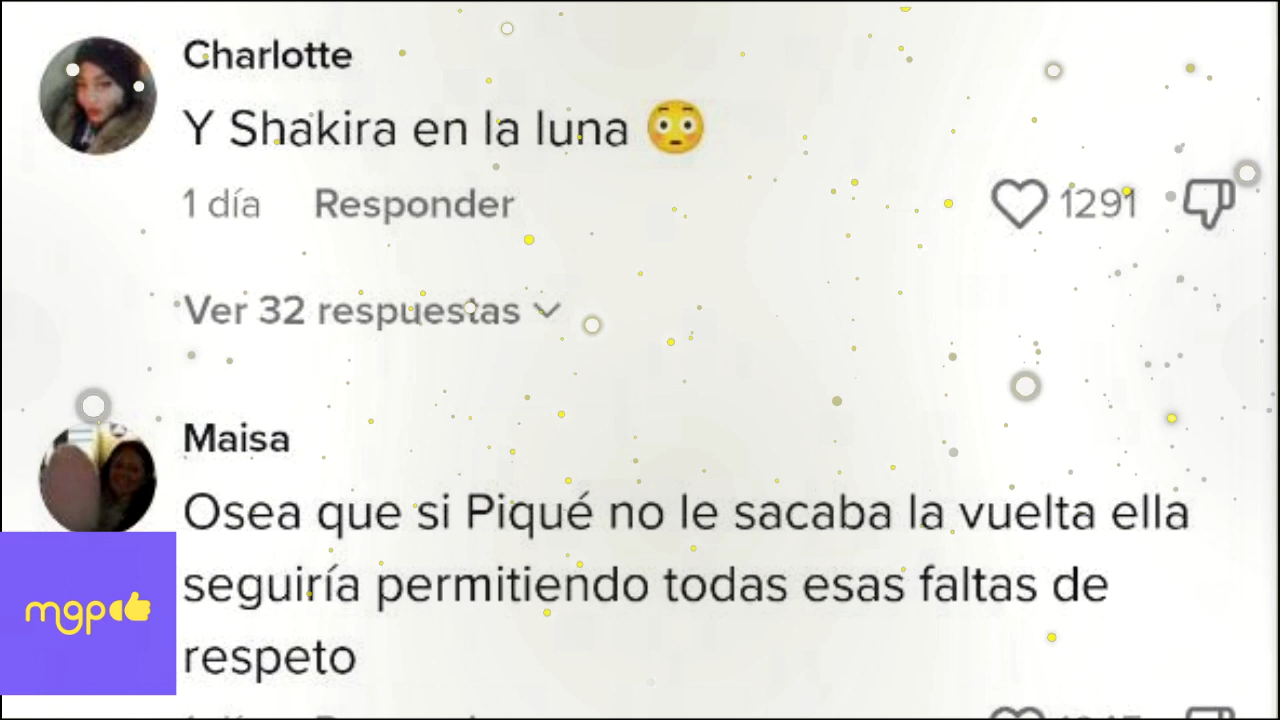 Charlotte
Y Shakira en la luna 😳
1 día Responder
1291
Ver 32 respuestas
Maisa
Osea que si Piqué no le sacaba la vuelta ella
seguiría permitiendo todas esas faltas de
respeto
mgp